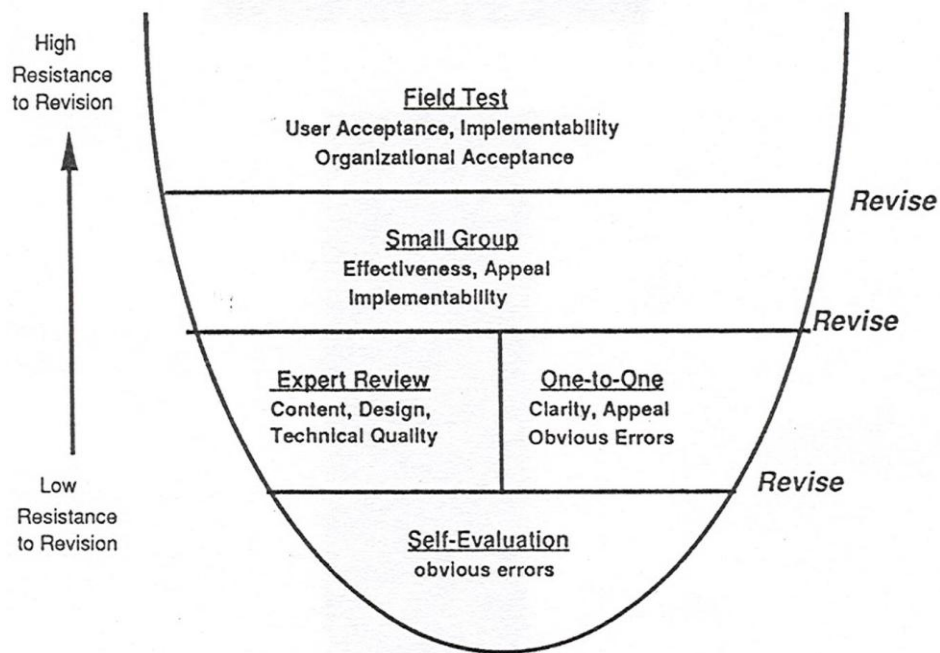 High
Resistance
to Revision
Field Test
User Acceptance, Implementability
Organizational Acceptance
Revise
Small Group
Effectiveness, Appeal
Implementability
Revise
Expert Review
Content, Design,
Technical Quality
One-to-One
Clarity, Appeal
Obvious Errors
Revise
Low
Resistance
to Revision
Self-Evaluation
obvious errors